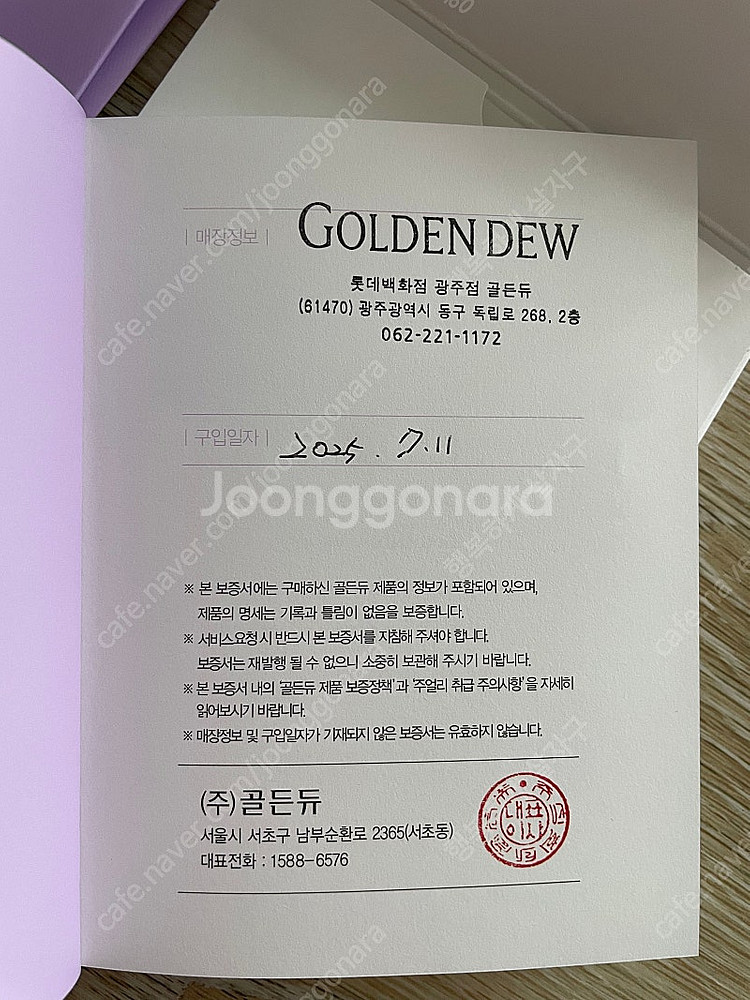 GOLDEN DEW
| 매장정보 |
롯데백화점 광주점 골든듀
(61470) 광주광역시 동구 독립로 268, 2층
062-221-1172
| 구입일자 | 2025. 7.11
Joonggonara
※ 본 보증서에는 구매하신 골든듀 제품의 정보가 포함되어 있으며,
제품의 명세는 기록과 틀림이 없음을 보증합니다.
※ 서비스요청 시 반드시 본 보증서를 지참해 주셔야 합니다.
보증서는 재발행 될 수 없으니 소중히 보관해 주시기 바랍니다.
※ 본 보증서 내의 '골든듀 제품 보증정책'과 '주얼리 취급 주의사항'을 자세히
읽어보시기 바랍니다.
※ 매장정보 및 구입일자가 기재되지 않은 보증서는 유효하지 않습니다.
(주)골든듀
서울시 서초구 남부순환로 2365(서초동)
대표전화 : 1588-6576
대표
이사
cafe.naver.com/joonggonara